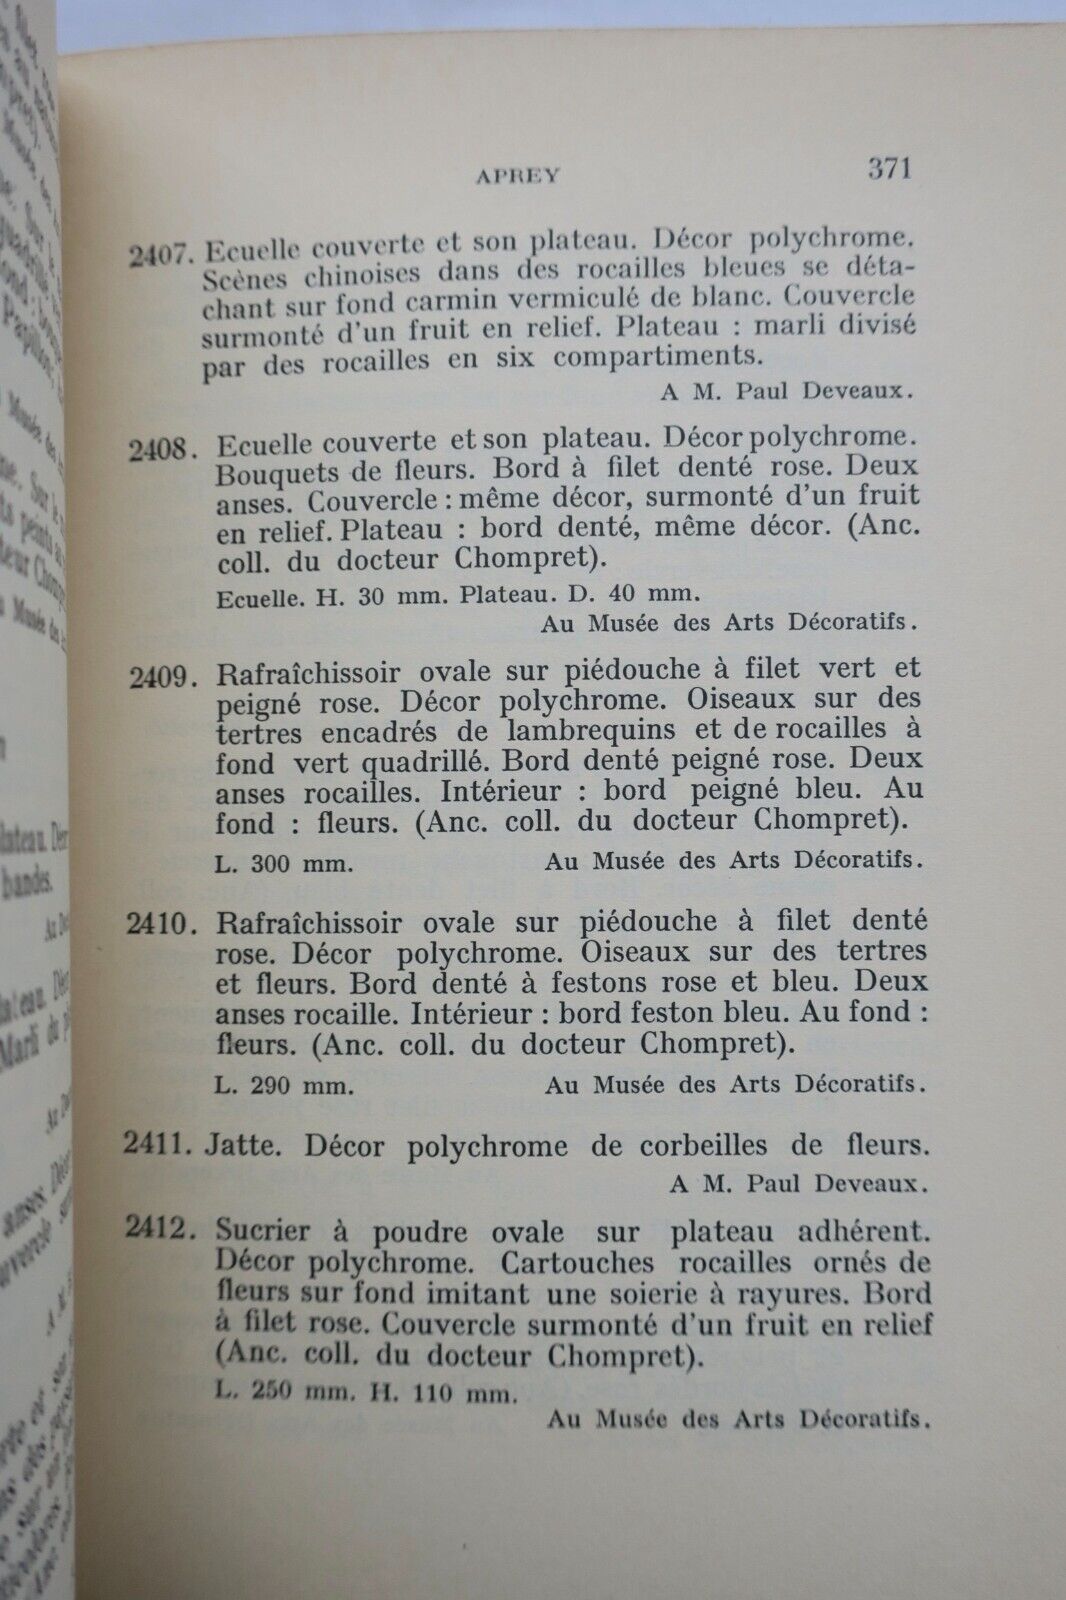 APREY 371
2407. Ecuelle couverte et son plateau. Décor polychrome.
Scènes chinoises dans des rocailles bleues se déta-
chant sur fond carmin vermiculé de blanc. Couvercle
surmonté d'un fruit en relief. Plateau : marli divisé
par des rocailles en six compartiments.
A M. Paul Deveaux.
2408. Ecuelle couverte et son plateau. Décor polychrome.
Bouquets de fleurs. Bord à filet denté rose. Deux
anses. Couvercle : même décor, surmonté d'un fruit
en relief. Plateau : bord denté, même décor. (Anc.
coll. du docteur Chompret).
Ecuelle. H. 30 mm. Plateau. D. 40 mm.
Au Musée des Arts Décoratifs.
2409. Rafraîchissoir ovale sur piédouche à filet vert et
peigné rose. Décor polychrome. Oiseaux sur des
tertres encadrés de lambrequins et de rocailles à
fond vert quadrillé. Bord denté peigné rose. Deux
anses rocailles. Intérieur : bord peigné bleu. Au
fond : fleurs. (Anc. coll. du docteur Chompret).
L. 300 mm. Au Musée des Arts Décoratifs.
2410. Rafraîchissoir ovale sur piédouche à filet denté
rose. Décor polychrome. Oiseaux sur des tertres
et fleurs. Bord denté à festons rose et bleu. Deux
anses rocaille. Intérieur : bord feston bleu. Au fond :
fleurs. (Anc. coll. du docteur Chompret).
L. 290 mm. Au Musée des Arts Décoratifs.
2411. Jatte. Décor polychrome de corbeilles de fleurs.
A M. Paul Deveaux.
2412. Sucrier à poudre ovale sur plateau adhérent.
Décor polychrome. Cartouches rocailles ornés de
fleurs sur fond imitant une soierie à rayures. Bord
à filet rose. Couvercle surmonté d'un fruit en relief
(Anc. coll. du docteur Chompret).
L. 250 mm. H. 110 mm.
Au Musée des Arts Décoratifs.